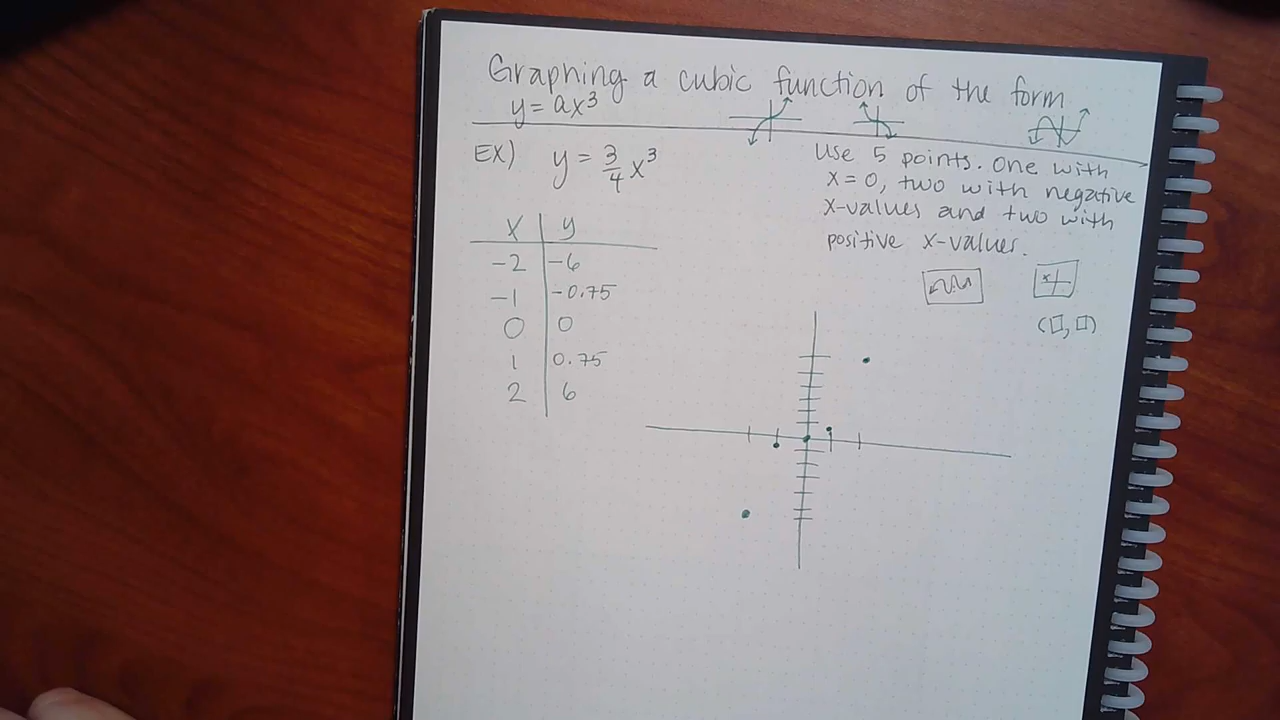 Graphing a cubic function of the form
y = ax³
EX) y = 3/4 x³
Use 5 points. One with
x = 0, two with negative
x-values and two with
positive x-values.
x | y
-2 | -6
-1 | -0.75
0 | 0
1 | 0.75
2 | 6
(□, □)